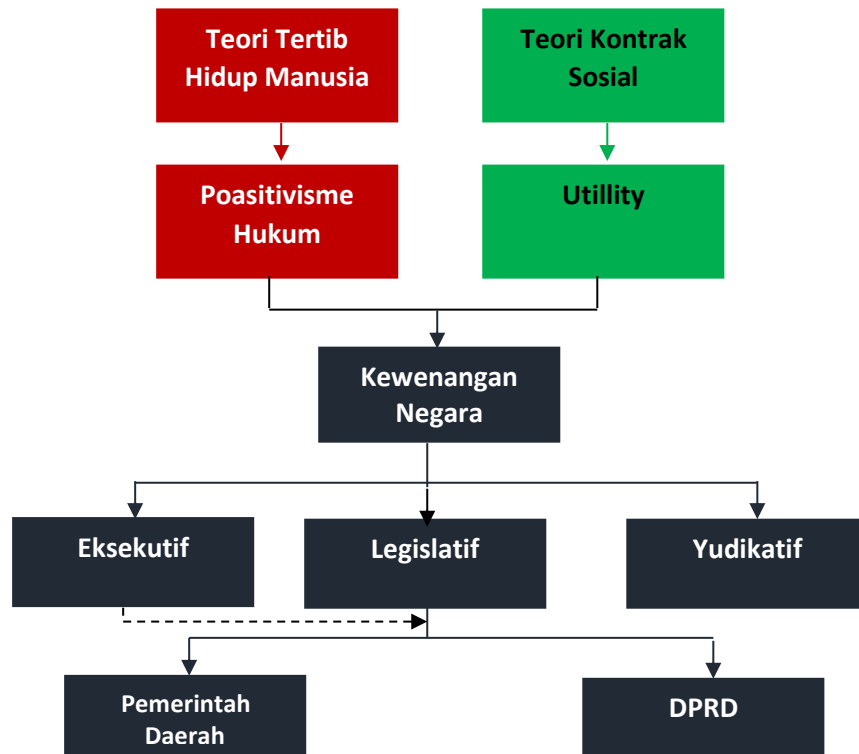 Teori Tertib
Hidup Manusia
Teori Kontrak
Sosial
Poasitivisme
Hukum
Utillity
Kewenangan
Negara
Eksekutif
Legislatif
Yudikatif
Pemerintah
Daerah
DPRD